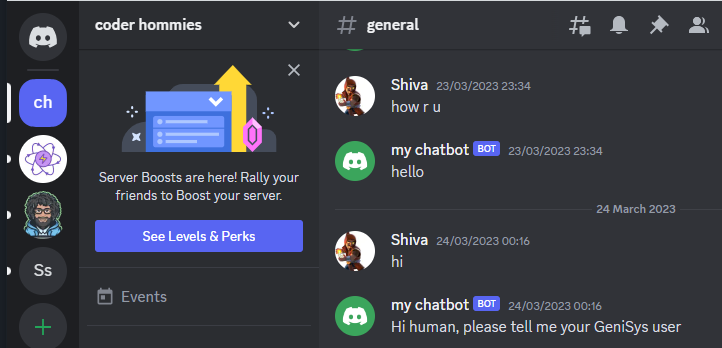 coder hommies
general
ch
Ss
Server Boosts are here! Rally your
friends to Boost your server.
See Levels & Perks
Events
Shiva 23/03/2023 23:34
how r u
my chatbot BOT 23/03/2023 23:34
hello
24 March 2023
Shiva 24/03/2023 00:16
hi
my chatbot BOT 24/03/2023 00:16
Hi human, please tell me your GeniSys user